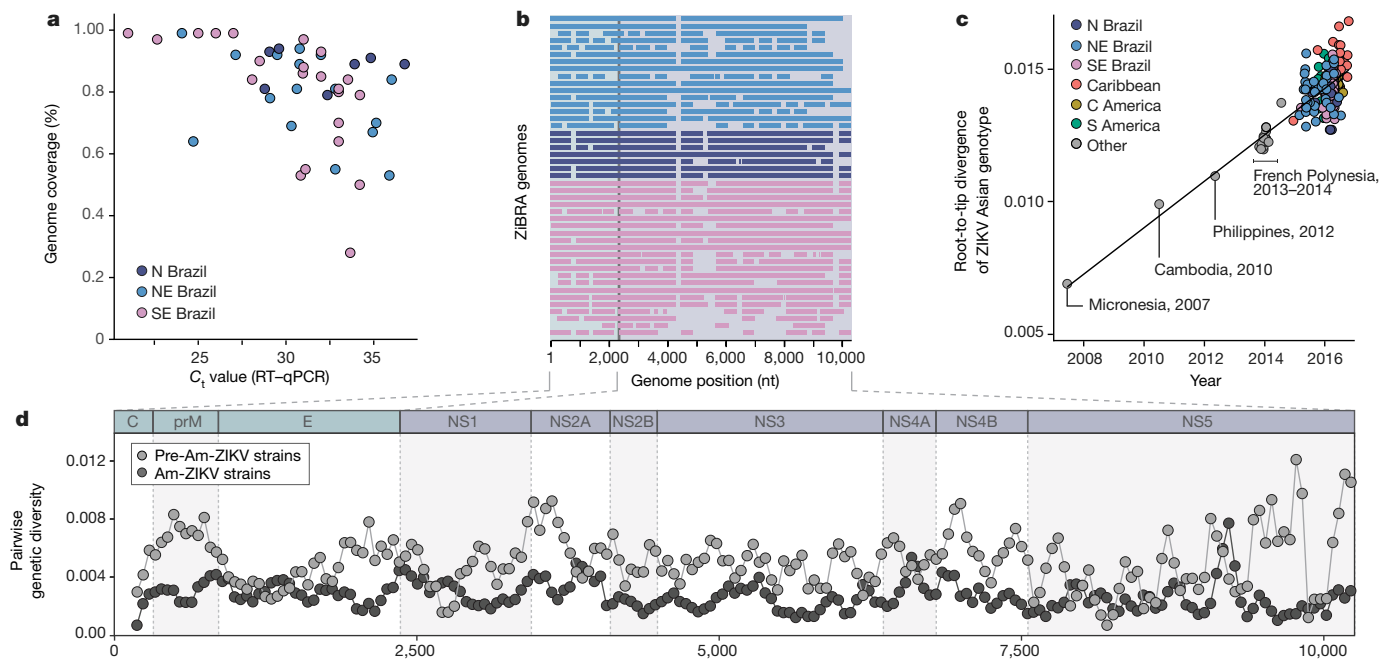 a
Genome coverage (%)
1.00
0.8
0.6
0.4
0.2
0
N Brazil
NE Brazil
SE Brazil
25
30
35
Ct value (RT–qPCR)
b
ZiBRA genomes
1
2,000
4,000
6,000
8,000
10,000
Genome position (nt)
c
Root-to-tip divergence
of ZIKV Asian genotype
0.015
0.010
0.005
N Brazil
NE Brazil
SE Brazil
Caribbean
C America
S America
Other
French Polynesia,
2013–2014
Philippines, 2012
Cambodia, 2010
Micronesia, 2007
2008
2010
2012
2014
2016
Year
d
C
prM
E
NS1
NS2A
NS2B
NS3
NS4A
NS4B
NS5
Pairwise
genetic diversity
0.012
0.008
0.004
0.00
Pre-Am-ZIKV strains
Am-ZIKV strains
0
2,500
5,000
7,500
10,000